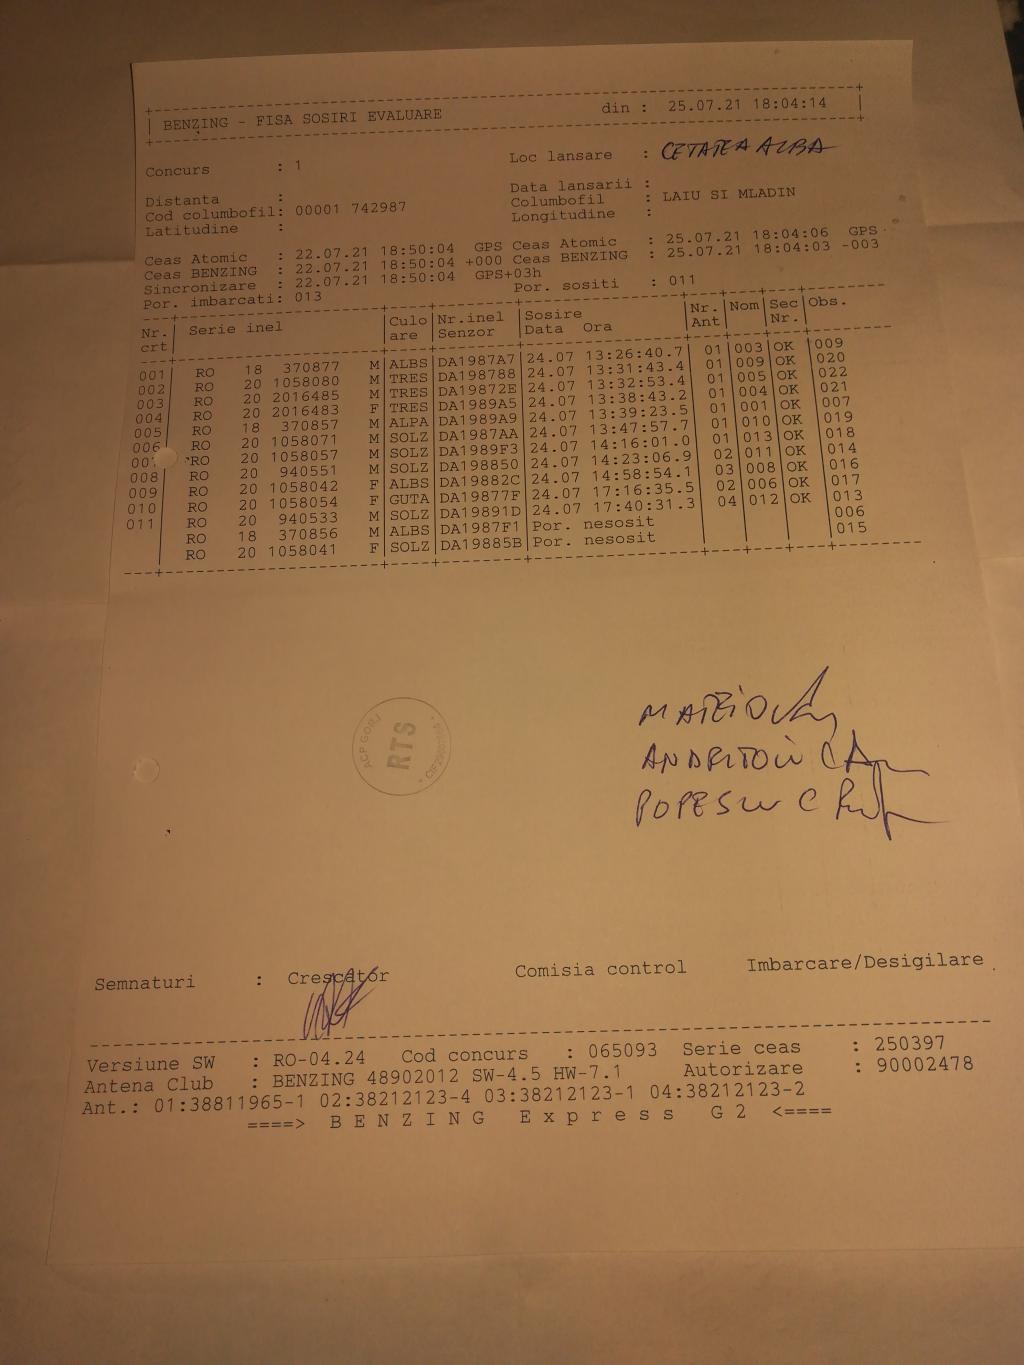 BENZING - FISA SOSIRI EVALUARE din : 25.07.21 18:04:14
Concurs : 1 Loc lansare : CETATEA ALBA
Distanta : Data lansarii :
Cod columbofil: 00001 742987 Columbofil : LAIU SI MLADIN
Latitudine : Longitudine :
Ceas Atomic : 22.07.21 18:50:04 GPS Ceas Atomic : 25.07.21 18:04:06 GPS
Ceas BENZING : 22.07.21 18:50:04 +000 Ceas BENZING : 25.07.21 18:04:03 -003
Sincronizare : 22.07.21 18:50:04 GPS+03h
Por. imbarcati: 013 Por. sositi : 011
Nr. crt Serie inel Culo are Nr.inel Senzor Sosire Data Ora Nr. Ant Nom Sec Nr. Obs.
001 RO 18 370877 M ALBS DA1987A7 24.07 13:26:40.7 01 003 OK 009
002 RO 20 1058080 M TRES DA198788 24.07 13:31:43.4 01 009 OK 020
003 RO 20 2016485 M TRES DA19872E 24.07 13:32:53.4 01 005 OK 022
004 RO 20 2016483 F TRES DA1989A5 24.07 13:38:43.2 01 004 OK 021
005 RO 18 370857 M ALPA DA1989A9 24.07 13:39:23.5 01 001 OK 007
006 RO 20 1058071 M SOLZ DA1987AA 24.07 13:47:57.7 01 010 OK 019
00 RO 20 1058057 M SOLZ DA1989F3 24.07 14:16:01.0 01 013 OK 018
008 RO 20 940551 M SOLZ DA198850 24.07 14:23:06.9 02 011 OK 014
009 RO 20 1058042 F ALBS DA19882C 24.07 14:58:54.1 03 008 OK 016
010 RO 20 1058054 F GUTA DA19877F 24.07 17:16:35.5 02 006 OK 017
011 RO 20 940533 M SOLZ DA19891D 24.07 17:40:31.3 04 012 OK 013
RO 18 370856 M ALBS DA1987F1 Por. nesosit 006
RO 20 1058041 F SOLZ DA19885B Por. nesosit 015
ACP GORJ
RTS
ANDRITOIU C
POPESCU C
Semnaturi : Crescator Comisia control Imbarcare/Desigilare
Versiune SW : RO-04.24 Cod concurs : 065093 Serie ceas : 250397
Antena Club : BENZING 48902012 SW-4.5 HW-7.1 Autorizare : 90002478
Ant.: 01:38811965-1 02:38212123-4 03:38212123-1 04:38212123-2
====> B E N Z I N G E x p r e s s G 2 <====